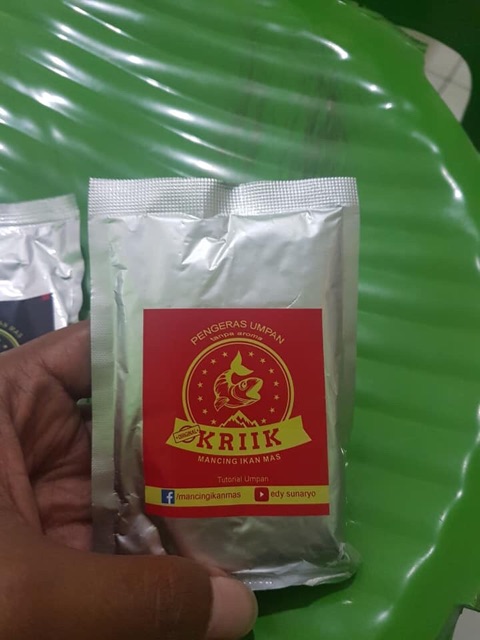 PENGERAS UMPAN
tanpa aroma
KRIIK
MANCING IKAN MAS
Tutorial Umpan
/mancingikanmas edy sunaryo